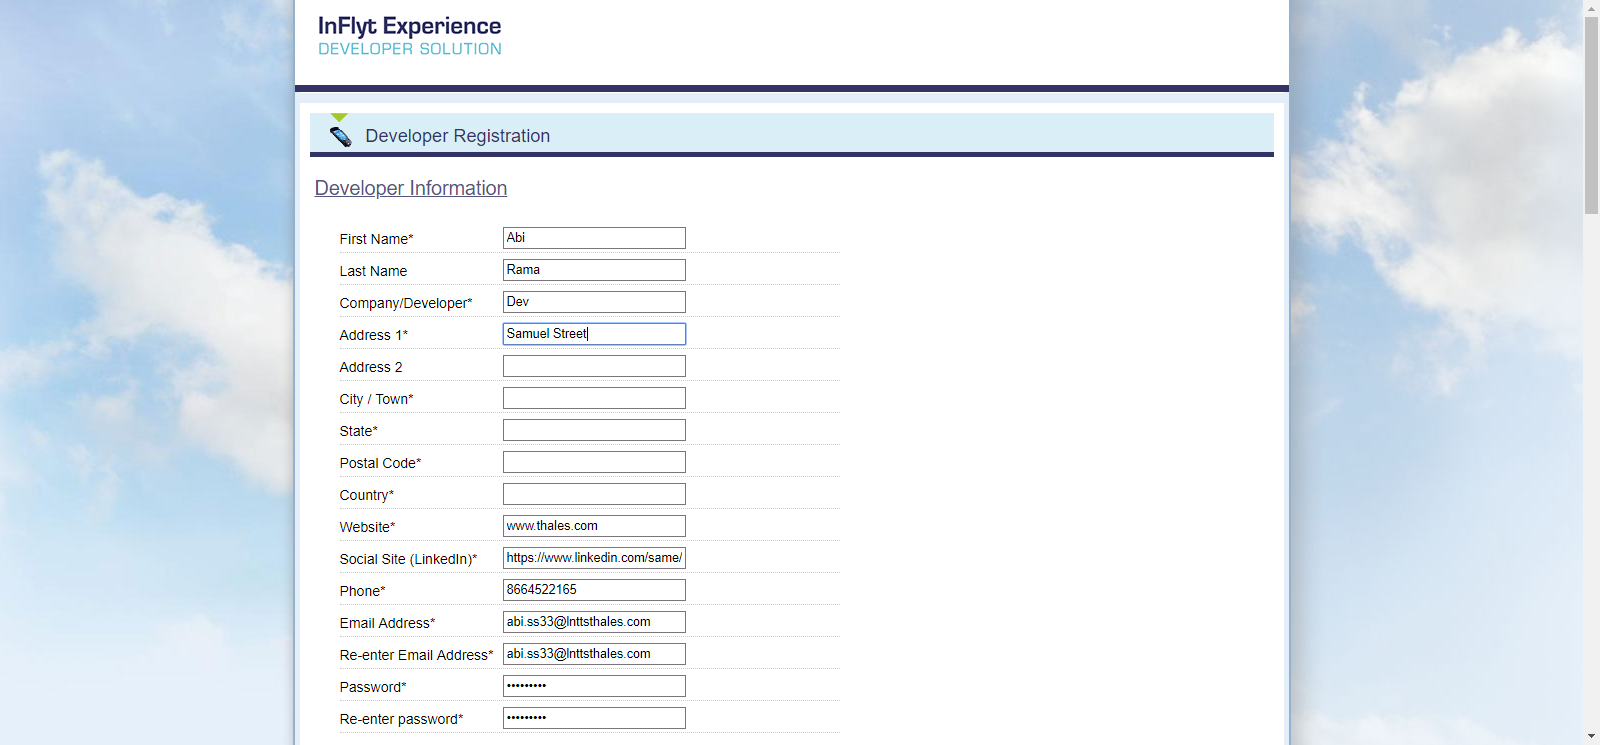 InFlyt Experience
DEVELOPER SOLUTION
Developer Registration
Developer Information
First Name* Abi
Last Name Rama
Company/Developer* Dev
Address 1* Samuel Street
Address 2
City / Town*
State*
Postal Code*
Country*
Website* www.thales.com
Social Site (LinkedIn)* https://www.linkedin.com/same/
Phone* 8664522165
Email Address* abi.ss33@lnttsthales.com
Re-enter Email Address* abi.ss33@lnttsthales.com
Password* •••••••••
Re-enter password* •••••••••